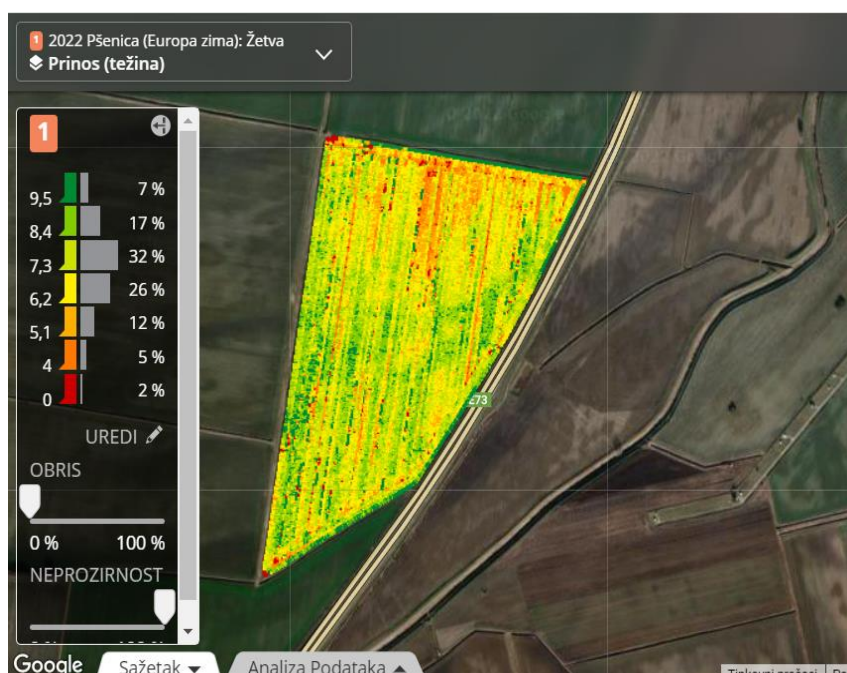 1 2022 Pšenica (Europa zima): Žetva
Prinos (težina)
1
9,5 7 %
8,4 17 %
7,3 32 %
6,2 26 %
5,1 12 %
4 5 %
0 2 %
UREDI
OBRIS
0 % 100 %
NEPROZIRNOST
E73
Google
Sažetak
Analiza Podataka